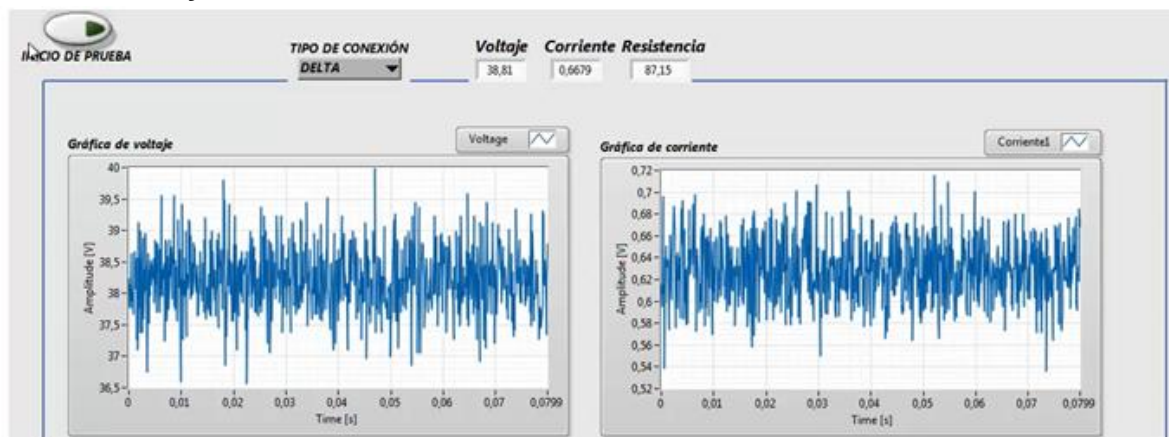 INICIO DE PRUEBA
TIPO DE CONEXIÓN
DELTA
Voltaje Corriente Resistencia
38,81 0,6679 87,15
Gráfica de voltaje
Voltage
40
39,5
39
38,5
38
37,5
37
36,5
Amplitude [V]
0 0,01 0,02 0,03 0,04 0,05 0,06 0,07 0,0799
Time [s]
Gráfica de corriente
Corriente1
0,72
0,7
0,68
0,66
0,64
0,62
0,6
0,58
0,56
0,54
0,52
Amplitude [V]
0 0,01 0,02 0,03 0,04 0,05 0,06 0,07 0,0799
Time [s]